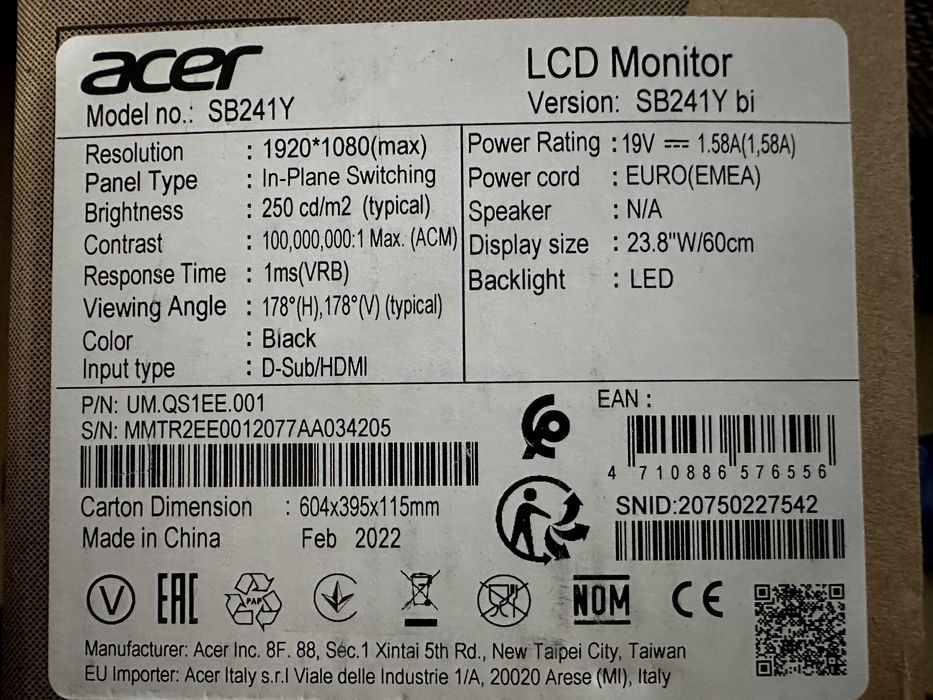 acer
LCD Monitor
Model no.: SB241Y
Version: SB241Y bi
Resolution : 1920*1080(max)
Panel Type : In-Plane Switching
Brightness : 250 cd/m2 (typical)
Contrast : 100,000,000:1 Max. (ACM)
Response Time : 1ms(VRB)
Viewing Angle : 178°(H),178°(V) (typical)
Color : Black
Input type : D-Sub/HDMI
Power Rating : 19V ⎓ 1.58A(1,58A)
Power cord : EURO(EMEA)
Speaker : N/A
Display size : 23.8"W/60cm
Backlight : LED
P/N: UM.QS1EE.001
S/N: MMTR2EE0012077AA034205
Carton Dimension : 604x395x115mm
Made in China Feb 2022
EAN :
4 710886 576556
SNID:20750227542
V EAC PAP NOM CE
Manufacturer: Acer Inc. 8F. 88, Sec.1 Xintai 5th Rd., New Taipei City, Taiwan
EU Importer: Acer Italy s.r.l Viale delle Industrie 1/A, 20020 Arese (MI), Italy